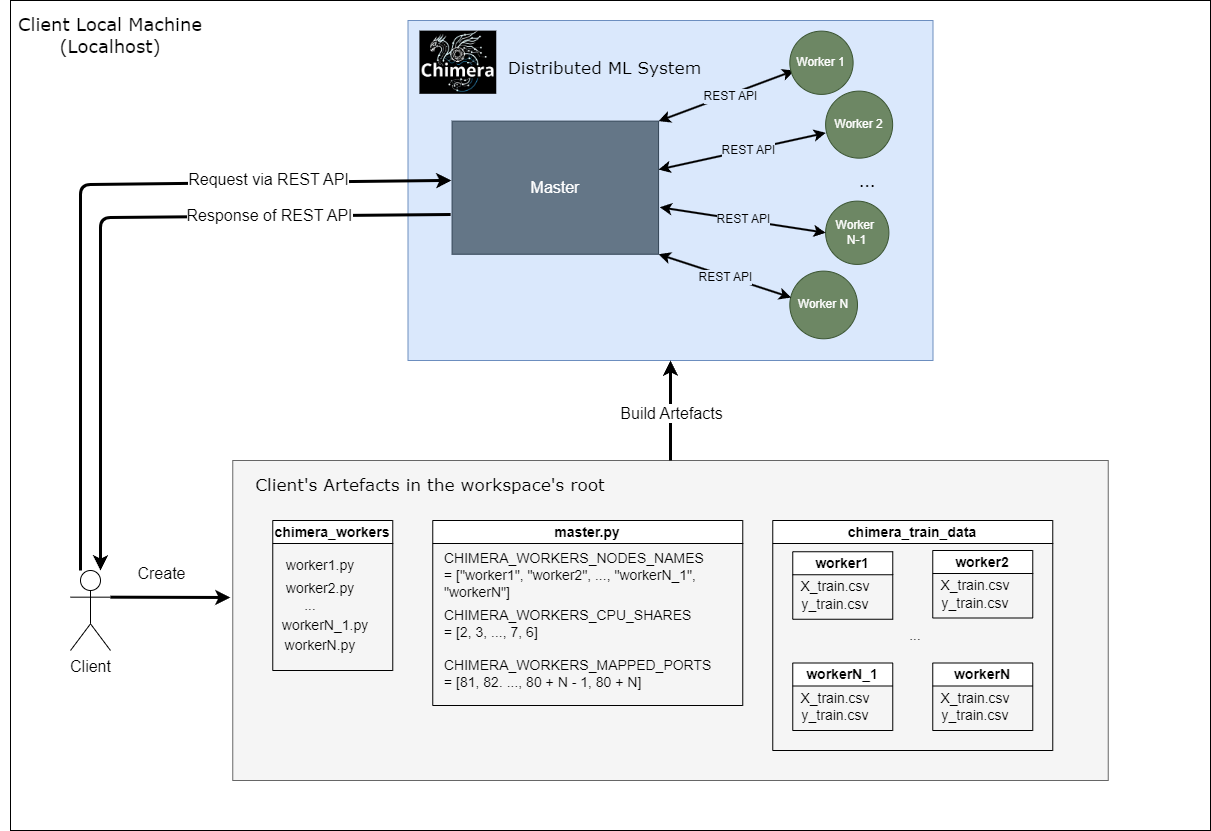 Client Local Machine
(Localhost)
Chimera
Distributed ML System
Worker 1
REST API
Worker 2
REST API
Master
...
Request via REST API
Response of REST API
REST API
Worker
N-1
REST API
Worker N
Build Artefacts
Client's Artefacts in the workspace's root
chimera_workers
worker1.py
worker2.py
...
workerN_1.py
workerN.py
master.py
CHIMERA_WORKERS_NODES_NAMES
= ["worker1", "worker2", ..., "workerN_1",
"workerN"]
CHIMERA_WORKERS_CPU_SHARES
= [2, 3, ..., 7, 6]
CHIMERA_WORKERS_MAPPED_PORTS
= [81, 82. ..., 80 + N - 1, 80 + N]
chimera_train_data
worker1
X_train.csv
y_train.csv
worker2
X_train.csv
y_train.csv
...
workerN_1
X_train.csv
y_train.csv
workerN
X_train.csv
y_train.csv
Create
Client